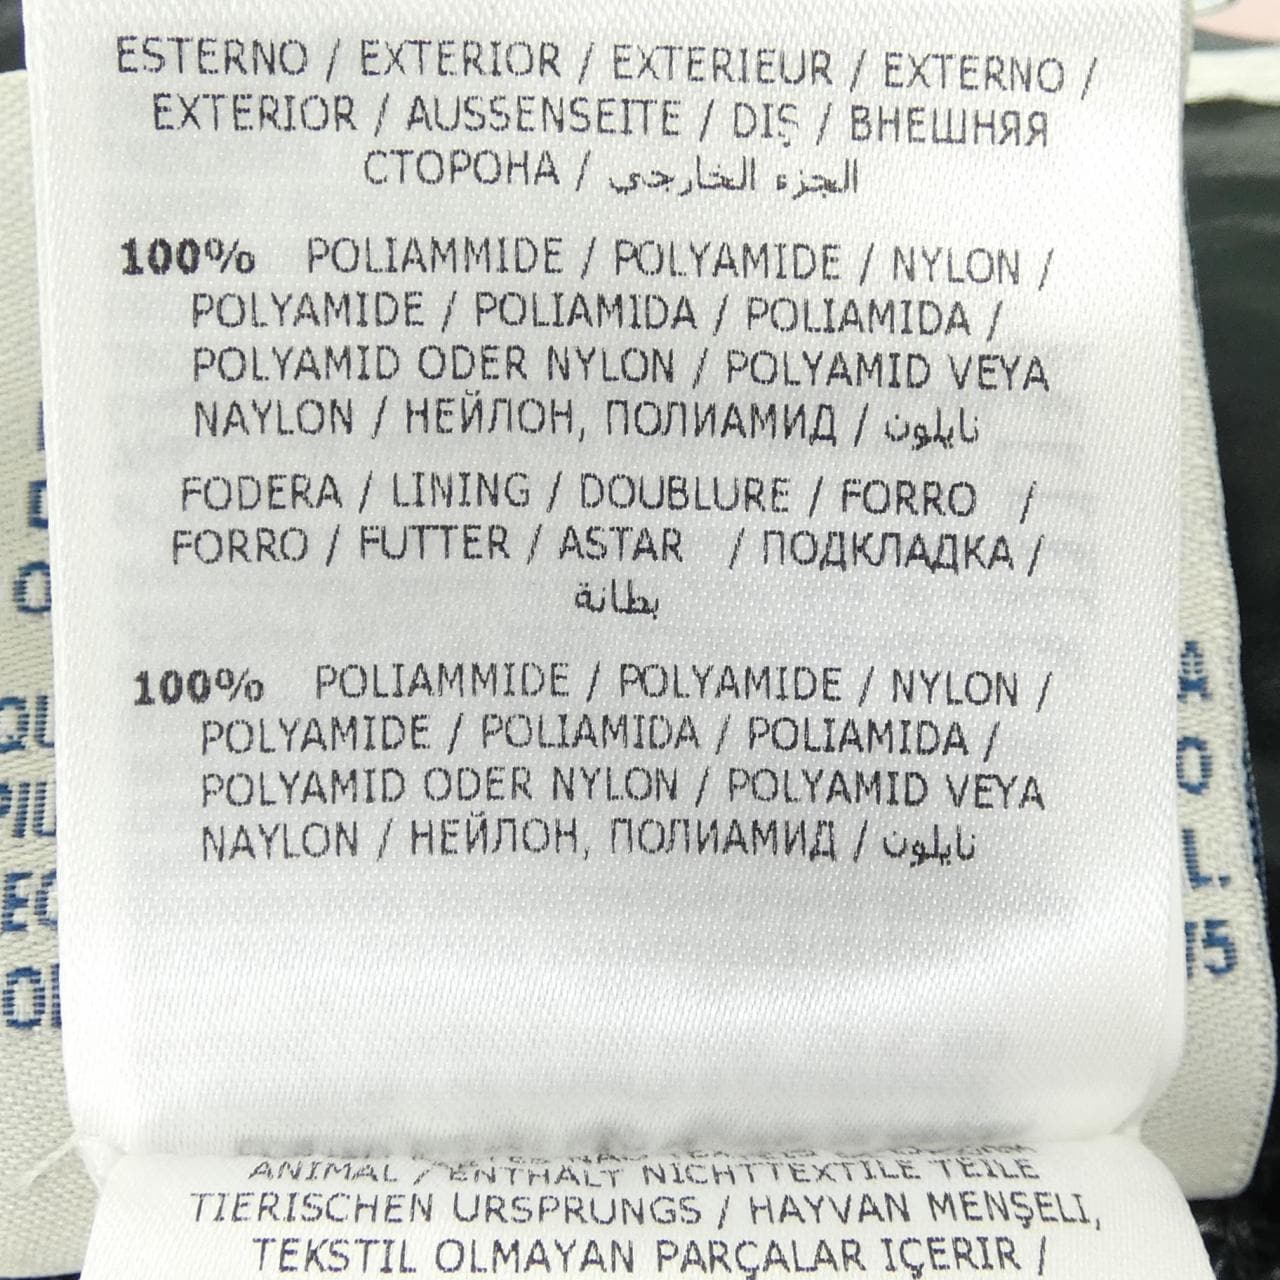 ESTERNO / EXTERIOR / EXTERIEUR / EXTERNO /
EXTERIOR / AUSSENSEITE / DIŞ / ВНЕШНЯЯ
СТОРОНА / الجزء الخارجي
100% POLIAMMIDE / POLYAMIDE / NYLON /
POLYAMIDE / POLIAMIDA / POLIAMIDA /
POLYAMID ODER NYLON / POLYAMID VEYA
NAYLON / НЕЙЛОН, ПОЛИАМИД / نايلون
FODERA / LINING / DOUBLURE / FORRO /
FORRO / FUTTER / ASTAR / ПОДКЛАДКА /
بطانة
100% POLIAMMIDE / POLYAMIDE / NYLON /
POLYAMIDE / POLIAMIDA / POLIAMIDA /
POLYAMID ODER NYLON / POLYAMID VEYA
NAYLON / НЕЙЛОН, ПОЛИАМИД / نايلون
ANIMAL / ENTHÄLT NICHTTEXTILE TEILE
TIERISCHEN URSPRUNGS / HAYVAN MENŞELI,
TEKSTIL OLMAYAN PARÇALAR IÇERIR /